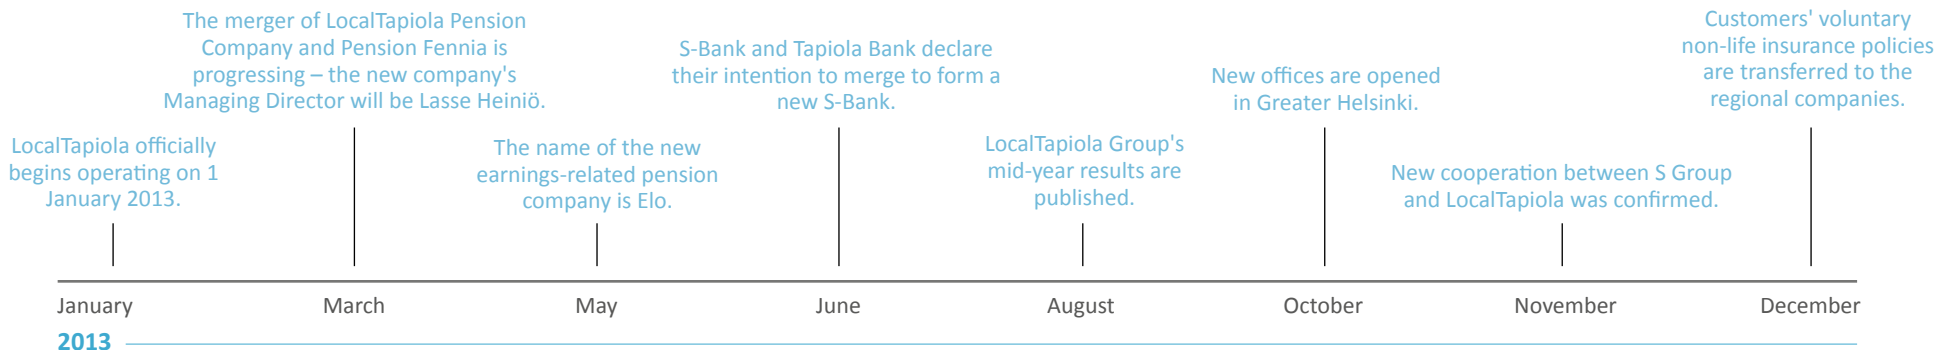 LocalTapiola officially
begins operating on 1
January 2013.
The merger of LocalTapiola Pension
Company and Pension Fennia is
progressing – the new company's
Managing Director will be Lasse Heiniö.
The name of the new
earnings-related pension
company is Elo.
S-Bank and Tapiola Bank declare
their intention to merge to form a
new S-Bank.
LocalTapiola Group's
mid-year results are
published.
New offices are opened
in Greater Helsinki.
New cooperation between S Group
and LocalTapiola was confirmed.
Customers' voluntary
non-life insurance policies
are transferred to the
regional companies.
January March May June August October November December
2013